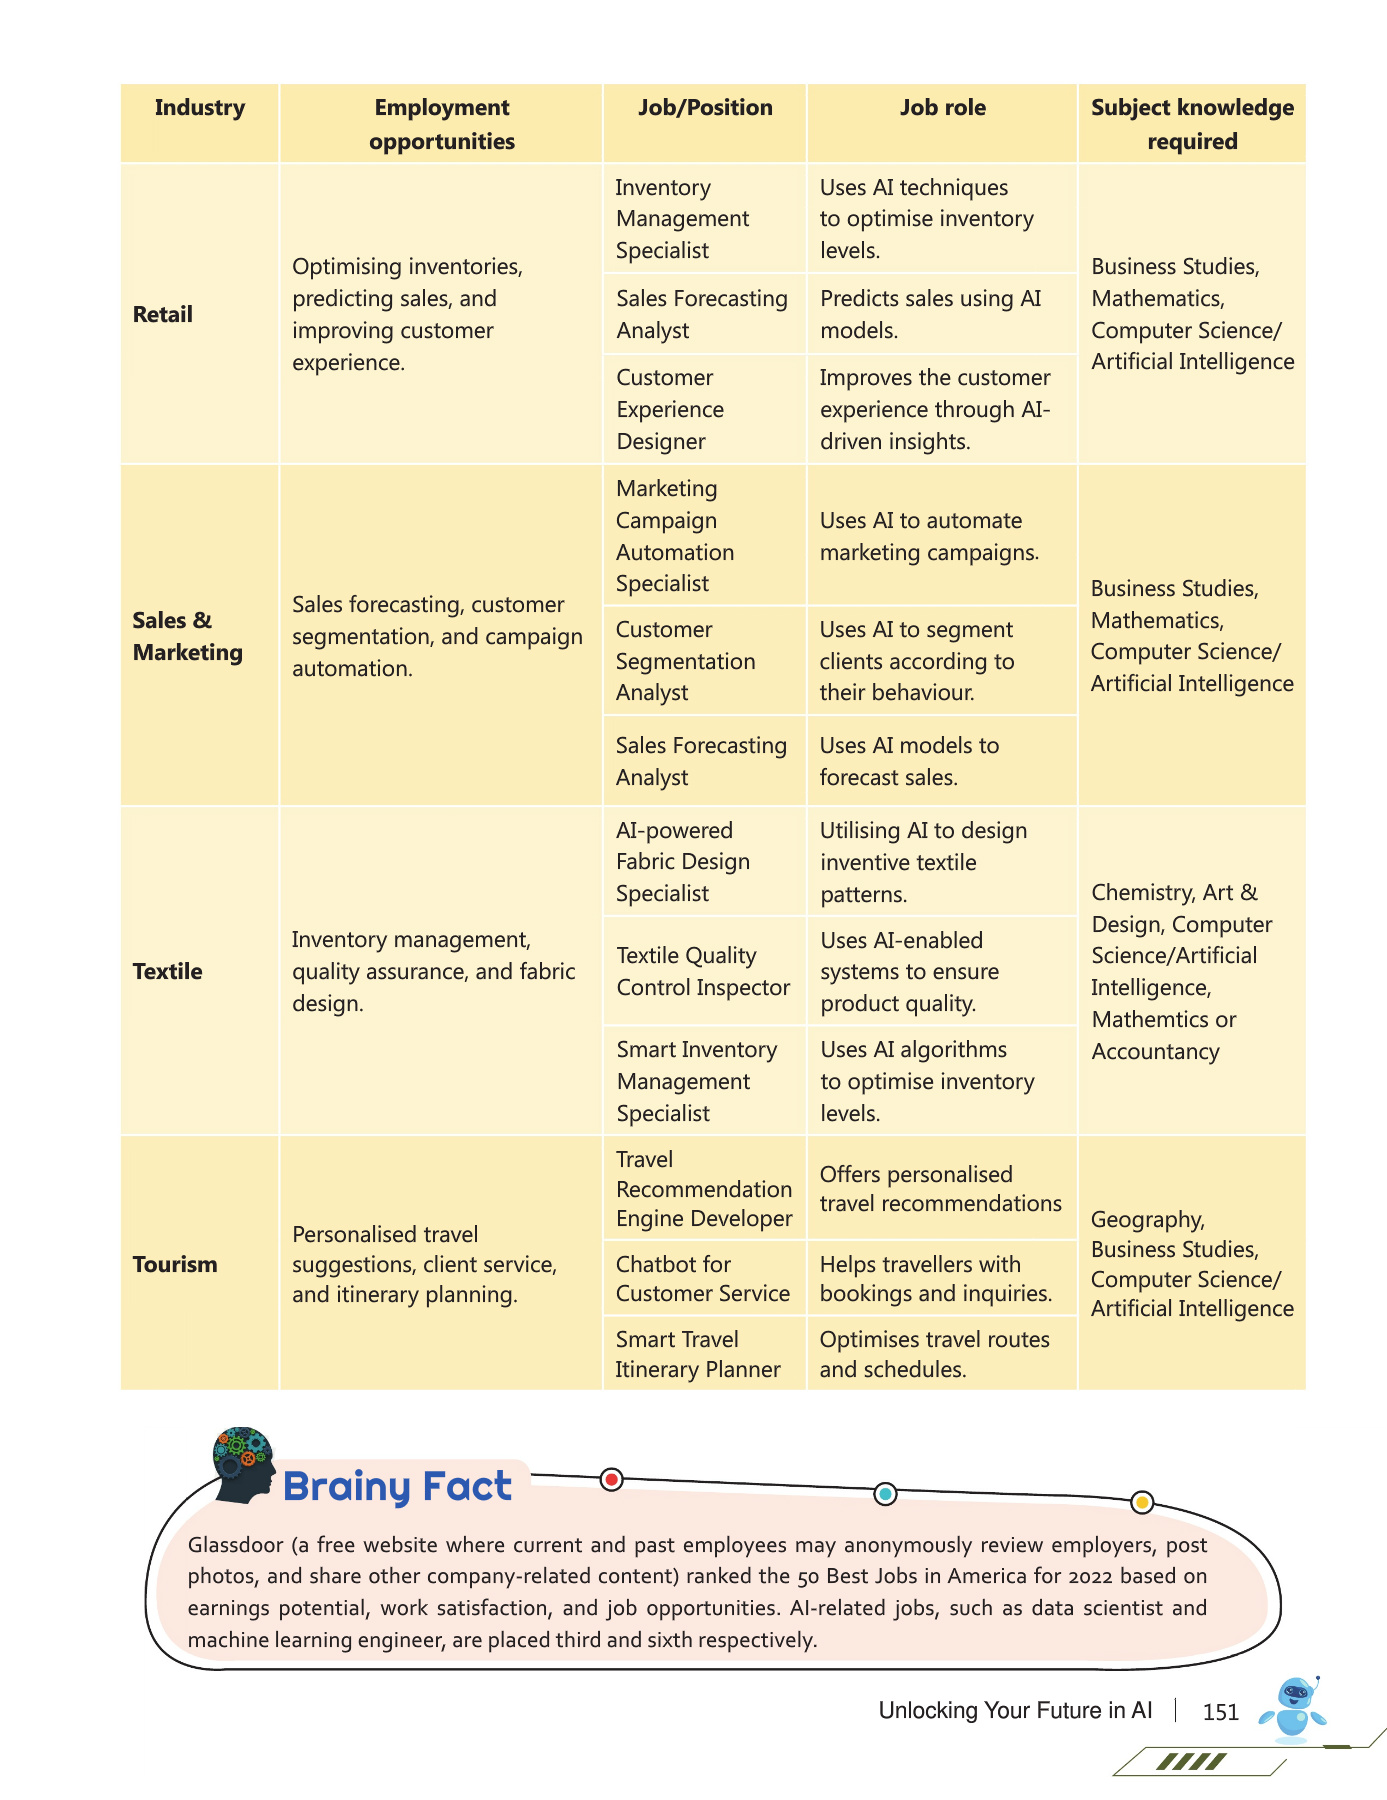 Industry
Employment
opportunities
Job/Position
Job role
Subject knowledge
required
Retail
Optimising inventories,
predicting sales, and
improving customer
experience.
Inventory
Management
Specialist
Uses AI techniques
to optimise inventory
levels.
Sales Forecasting
Analyst
Predicts sales using AI
models.
Customer
Experience
Designer
Improves the customer
experience through AI-
driven insights.
Business Studies,
Mathematics,
Computer Science/
Artificial Intelligence
Sales &
Marketing
Sales forecasting, customer
segmentation, and campaign
automation.
Marketing
Campaign
Automation
Specialist
Uses AI to automate
marketing campaigns.
Customer
Segmentation
Analyst
Uses AI to segment
clients according to
their behaviour.
Sales Forecasting
Analyst
Uses AI models to
forecast sales.
Business Studies,
Mathematics,
Computer Science/
Artificial Intelligence
Textile
Inventory management,
quality assurance, and fabric
design.
AI-powered
Fabric Design
Specialist
Utilising AI to design
inventive textile
patterns.
Textile Quality
Control Inspector
Uses AI-enabled
systems to ensure
product quality.
Smart Inventory
Management
Specialist
Uses AI algorithms
to optimise inventory
levels.
Chemistry, Art &
Design, Computer
Science/Artificial
Intelligence,
Mathemtics or
Accountancy
Tourism
Personalised travel
suggestions, client service,
and itinerary planning.
Travel
Recommendation
Engine Developer
Offers personalised
travel recommendations
Chatbot for
Customer Service
Helps travellers with
bookings and inquiries.
Smart Travel
Itinerary Planner
Optimises travel routes
and schedules.
Geography,
Business Studies,
Computer Science/
Artificial Intelligence
Brainy Fact
Glassdoor (a free website where current and past employees may anonymously review employers, post
photos, and share other company-related content) ranked the 50 Best Jobs in America for 2022 based on
earnings potential, work satisfaction, and job opportunities. AI-related jobs, such as data scientist and
machine learning engineer, are placed third and sixth respectively.
Unlocking Your Future in AI
151